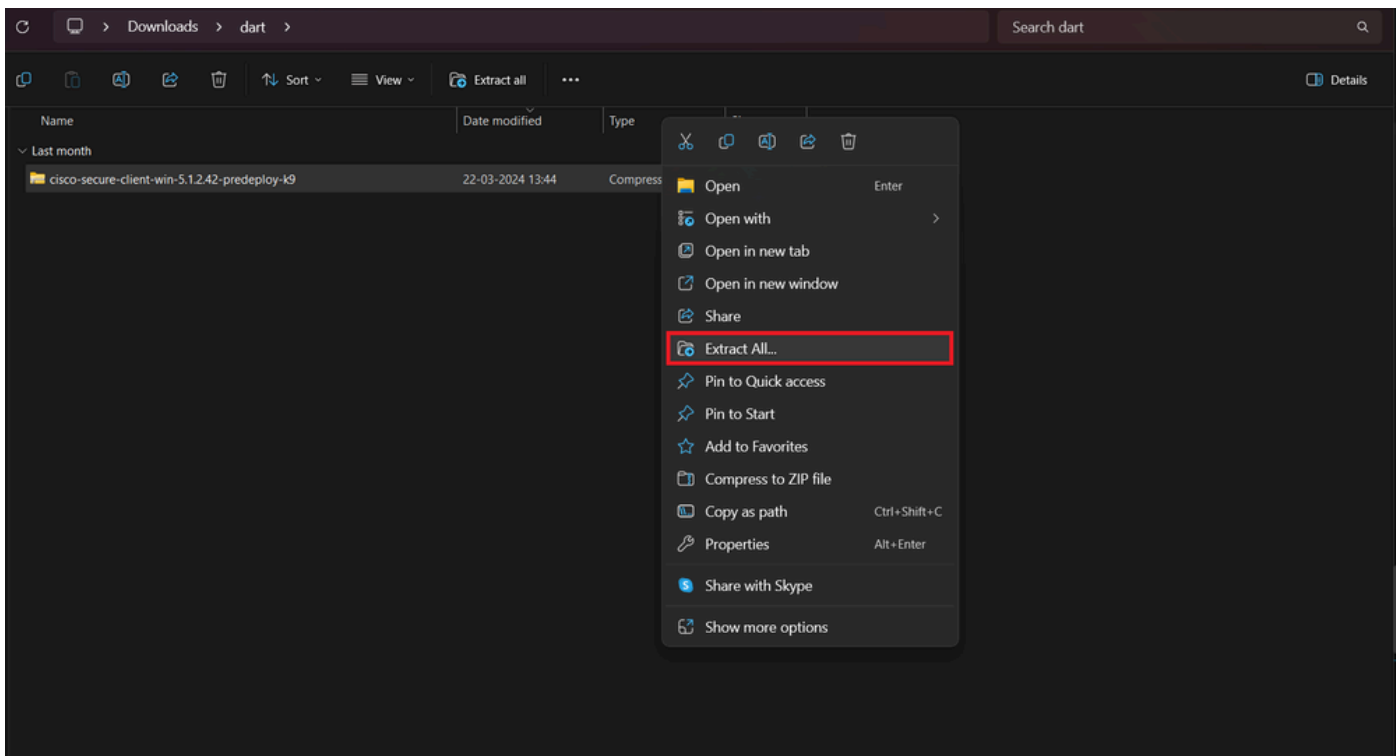 Downloads > dart >
Search dart
Sort
View
Extract all
...
Details
Name
Date modified
Type
Last month
cisco-secure-client-win-5.1.2.42-predeploy-k9
22-03-2024 13:44
Compress
Open
Enter
Open with
Open in new tab
Open in new window
Share
Extract All...
Pin to Quick access
Pin to Start
Add to Favorites
Compress to ZIP file
Copy as path
Ctrl+Shift+C
Properties
Alt+Enter
Share with Skype
Show more options